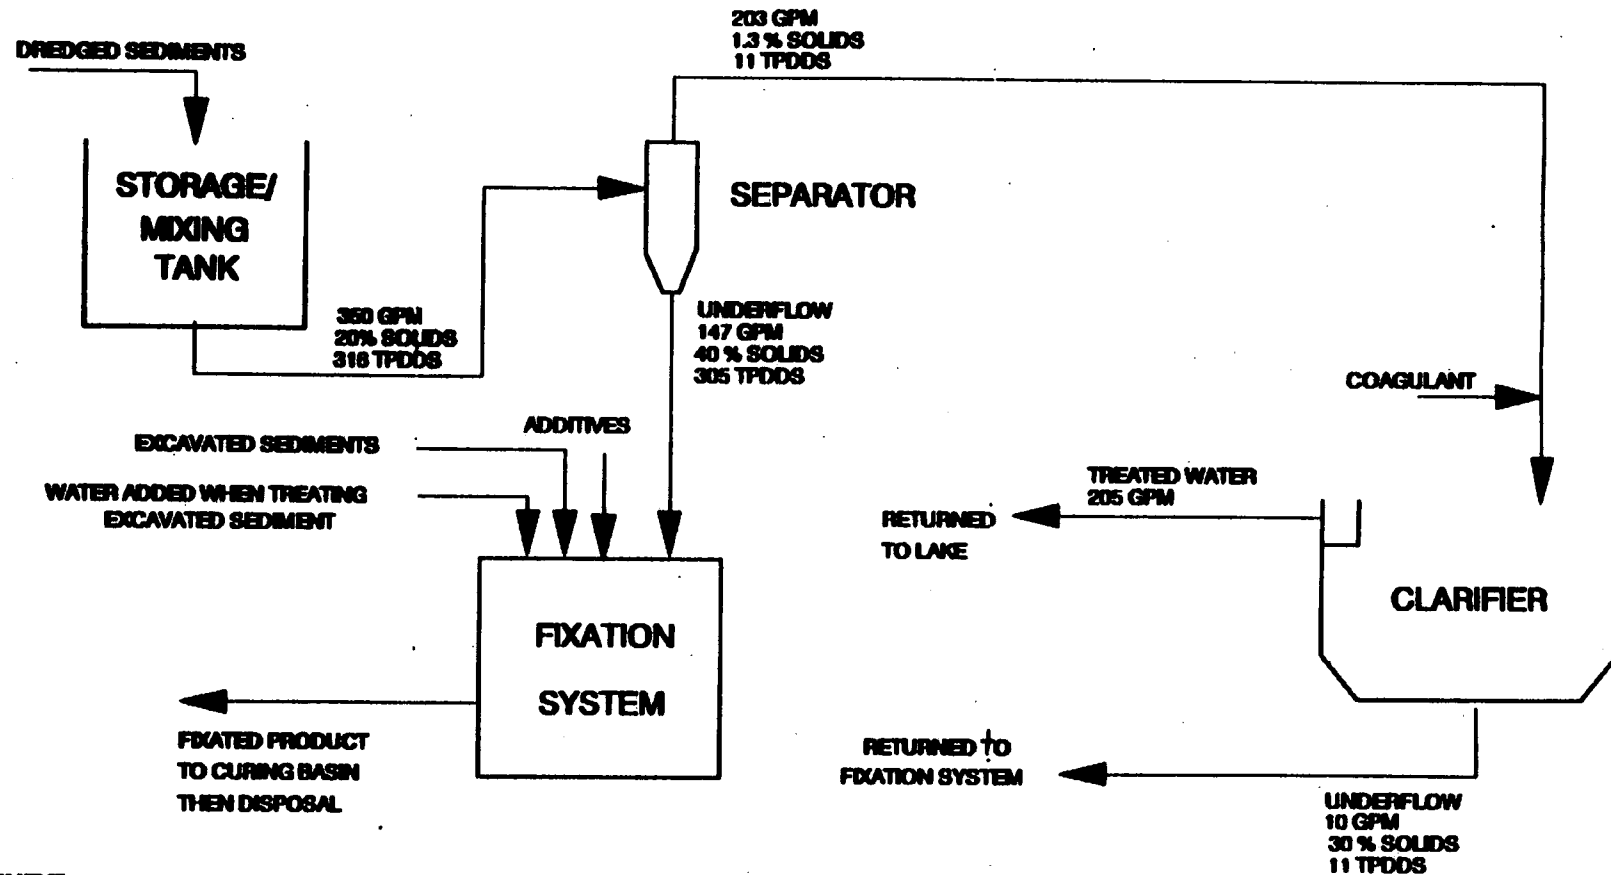 203 GPM
1.3 % SOLIDS
11 TPDDS
DREDGED SEDIMENTS
STORAGE/
MIXING
TANK
SEPARATOR
350 GPM
20% SOLIDS
316 TPDDS
UNDERFLOW
147 GPM
40 % SOLIDS
305 TPDDS
COAGULANT
ADDITIVES
EXCAVATED SEDIMENTS
WATER ADDED WHEN TREATING
EXCAVATED SEDIMENT
TREATED WATER
205 GPM
RETURNED
TO LAKE
CLARIFIER
FIXATION
SYSTEM
FIXATED PRODUCT
TO CURING BASIN
THEN DISPOSAL
RETURNED to
FIXATION SYSTEM
UNDERFLOW
10 GPM
30 % SOLIDS
11 TPDDS